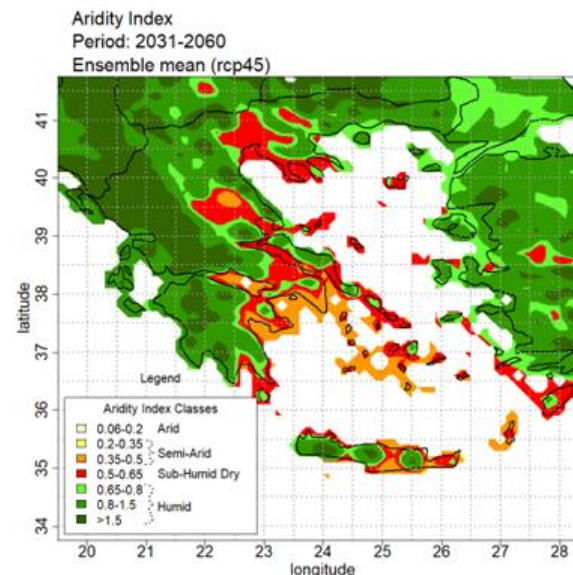 Aridity Index
Period: 2031-2060
Ensemble mean (rcp45)
latitude
41
40
39
38
37
36
35
34
Legend
Aridity Index Classes
0.06-0.2 Arid
0.2-0.35
Semi-Arid
0.35-0.5
0.5-0.65 Sub-Humid Dry
0.65-0.8
0.8-1.5 Humid
>1.5
20 21 22 23 24 25 26 27 28
longitude